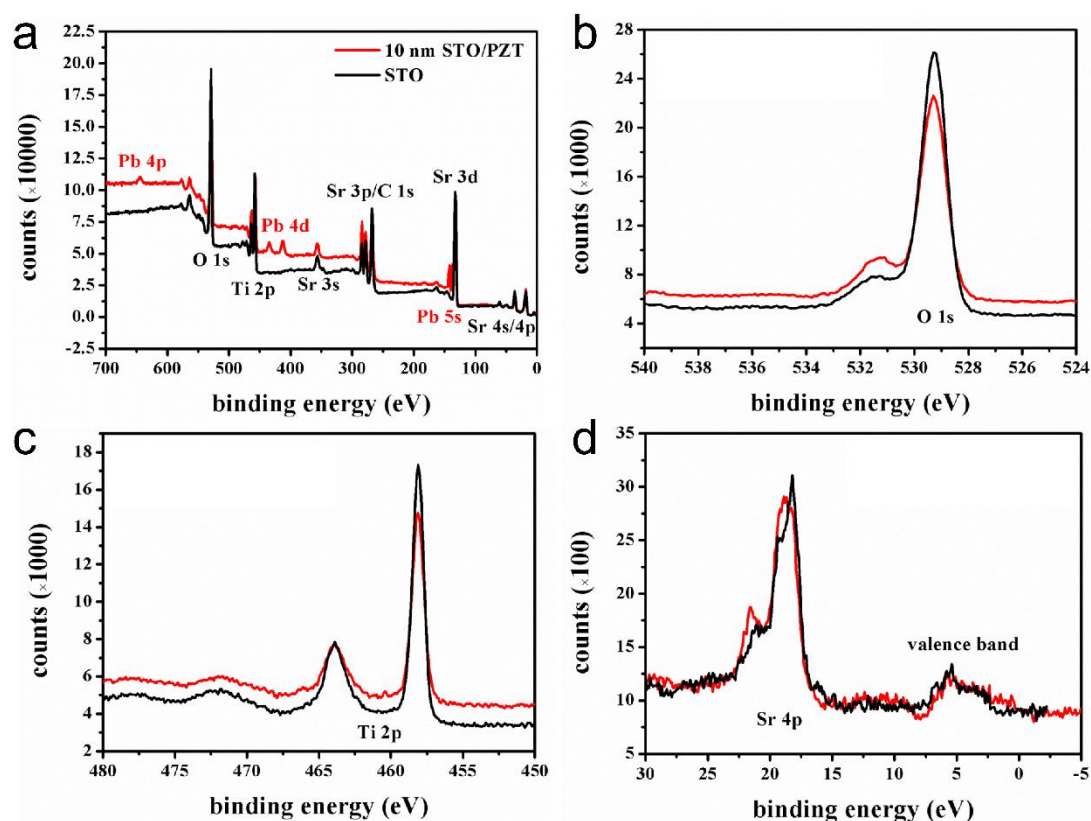 a
22.5
20.0
17.5
15.0
12.5
10.0
7.5
5.0
2.5
0.0
-2.5
counts (×10000)
10 nm STO/PZT
STO
Pb 4p
O 1s
Ti 2p
Pb 4d
Sr 3s
Sr 3p/C 1s
Sr 3d
Pb 5s
Sr 4s/4p
700 600 500 400 300 200 100 0
binding energy (eV)
b
28
24
20
16
12
8
4
counts (×1000)
O 1s
540 538 536 534 532 530 528 526 524
binding energy (eV)
c
18
16
14
12
10
8
6
4
2
counts (×1000)
Ti 2p
480 475 470 465 460 455 450
binding energy (eV)
d
35
30
25
20
15
10
5
counts (×100)
Sr 4p
valence band
30 25 20 15 10 5 0 -5
binding energy (eV)